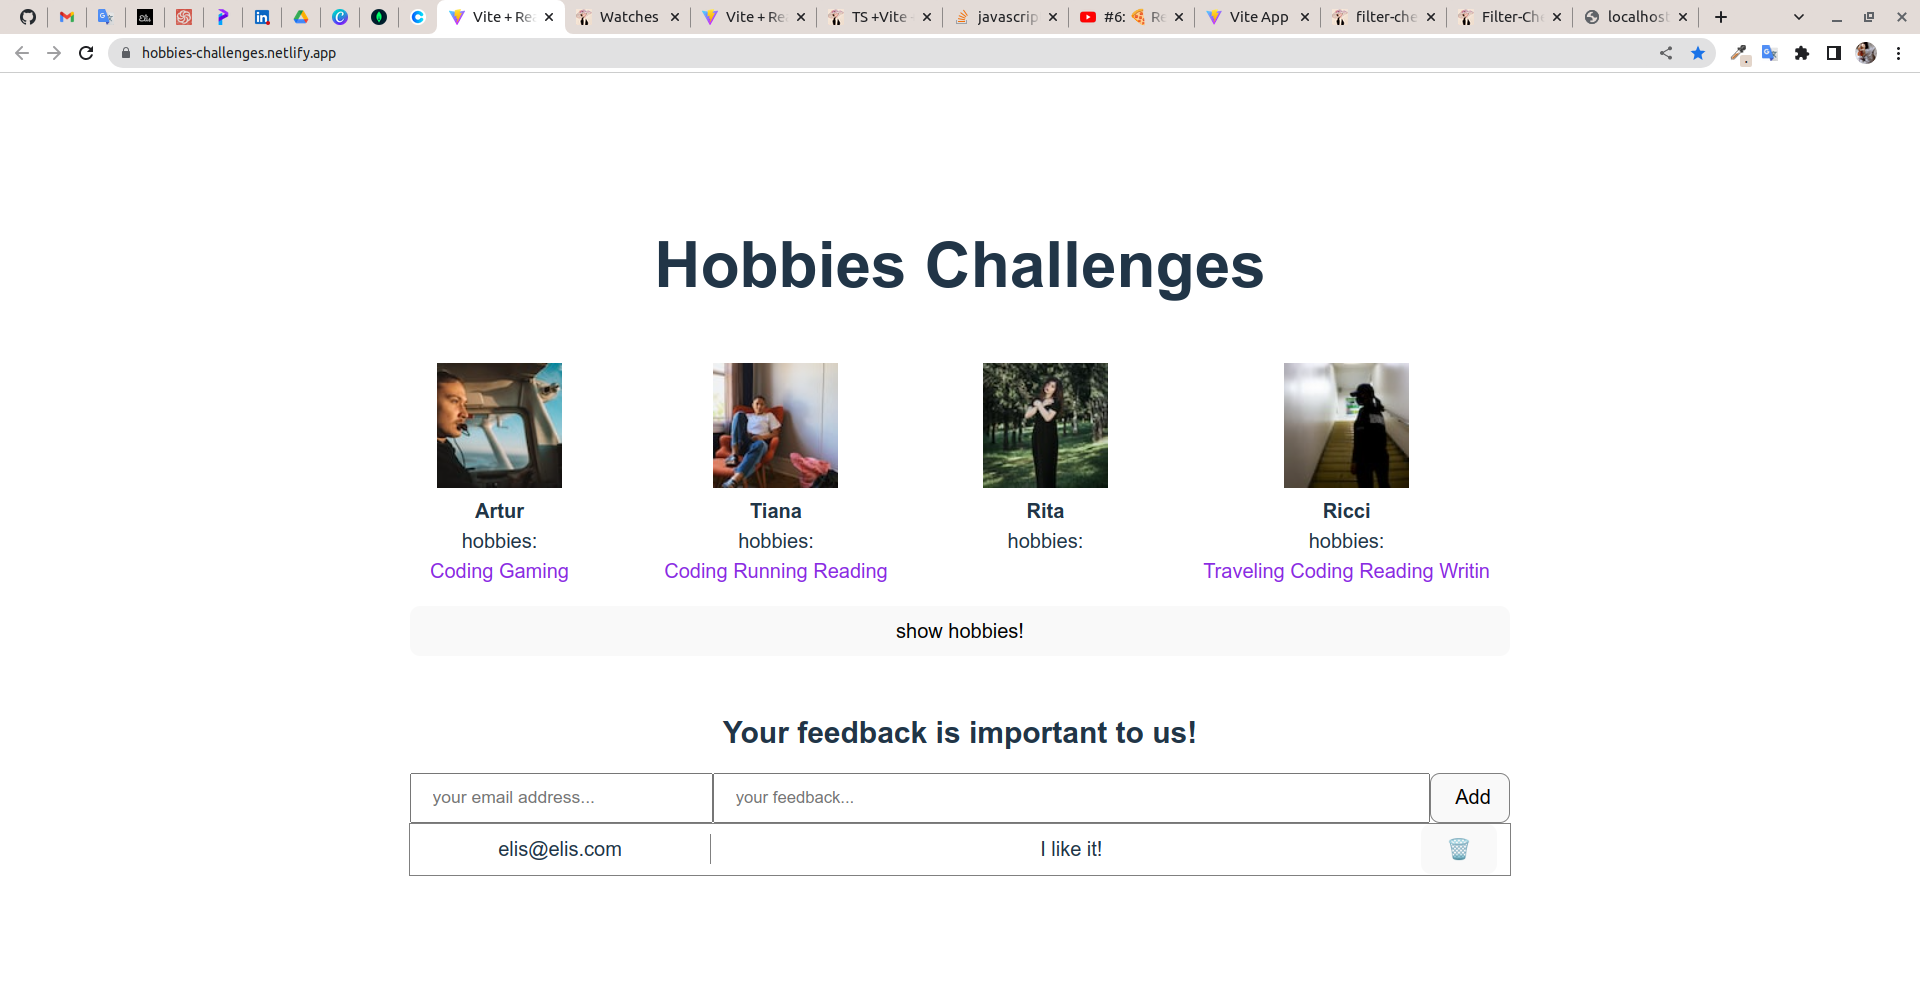 Vite + Rea
Watches
Vite + Re
TS +Vite
javascrip
#6: 🍕 Re
Vite App
filter-che
Filter-Che
localhost
hobbies-challenges.netlify.app
Hobbies Challenges
Artur
hobbies:
Coding Gaming
Tiana
hobbies:
Coding Running Reading
Rita
hobbies:
Ricci
hobbies:
Traveling Coding Reading Writin
show hobbies!
Your feedback is important to us!
your email address... your feedback... Add
elis@elis.com I like it!